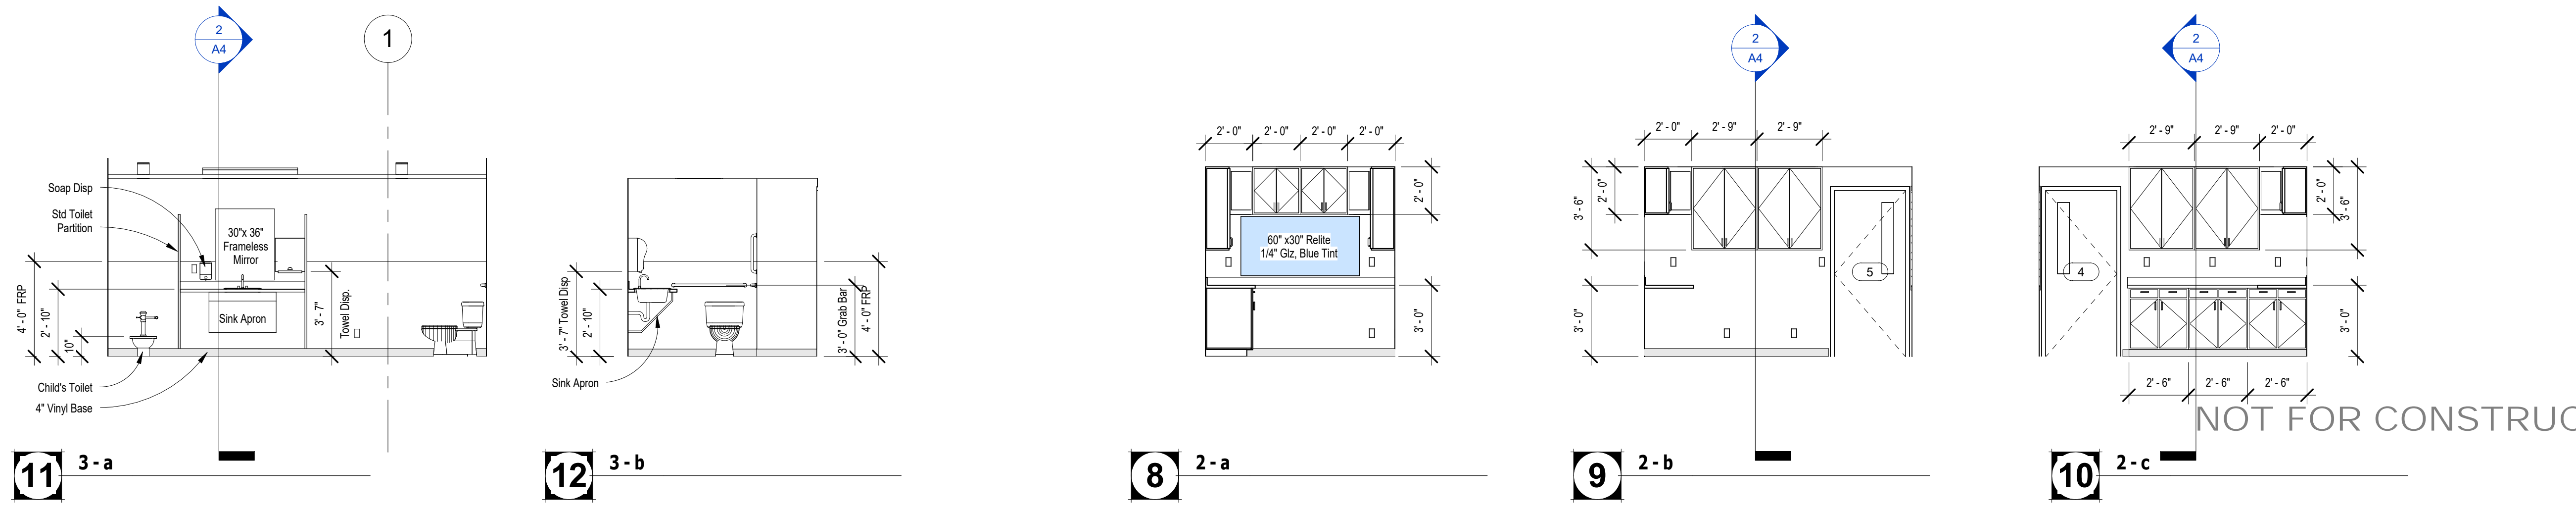 2
A4
1
Soap Disp
Std Toilet
Partition
30"x 36"
Frameless
Mirror
4' - 0" FRP
2' - 10"
10"
Sink Apron
3' - 7"
Towel Disp.
Child's Toilet
4" Vinyl Base
11
3 - a
3' - 7" Towel Disp
2' - 10"
3' - 0" Grab Bar
4' - 0" FRP
Sink Apron
12
3 - b
2' - 0"
2' - 0"
2' - 0"
2' - 0"
2' - 0"
60" x30" Relite
1/4" Glz, Blue Tint
3' - 0"
8
2 - a
2
A4
2' - 0"
2' - 9"
2' - 9"
3' - 6"
2' - 0"
5
3' - 0"
9
2 - b
2
A4
2' - 9"
2' - 9"
2' - 0"
2' - 0"
3' - 6"
4
3' - 0"
2' - 6"
2' - 6"
2' - 6"
NOT FOR CONSTRUC
10
2 - c